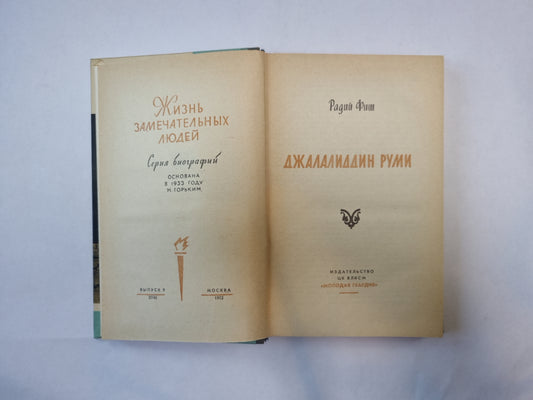 Жизнь
ЗАМЕЧАТЕЛЬНЫХ
ЛЮДЕЙ
Серия биографий
ОСНОВАНА
В 1933 ГОДУ
М. ГОРЬКИМ
ВЫПУСК 9
МОСКВА
1972
Радий Фиш
ДЖАЛАЛИДДИН РУМИ
ИЗДАТЕЛЬСТВО
ЦК ВЛКСМ
«МОЛОДАЯ ГВАРДИЯ»